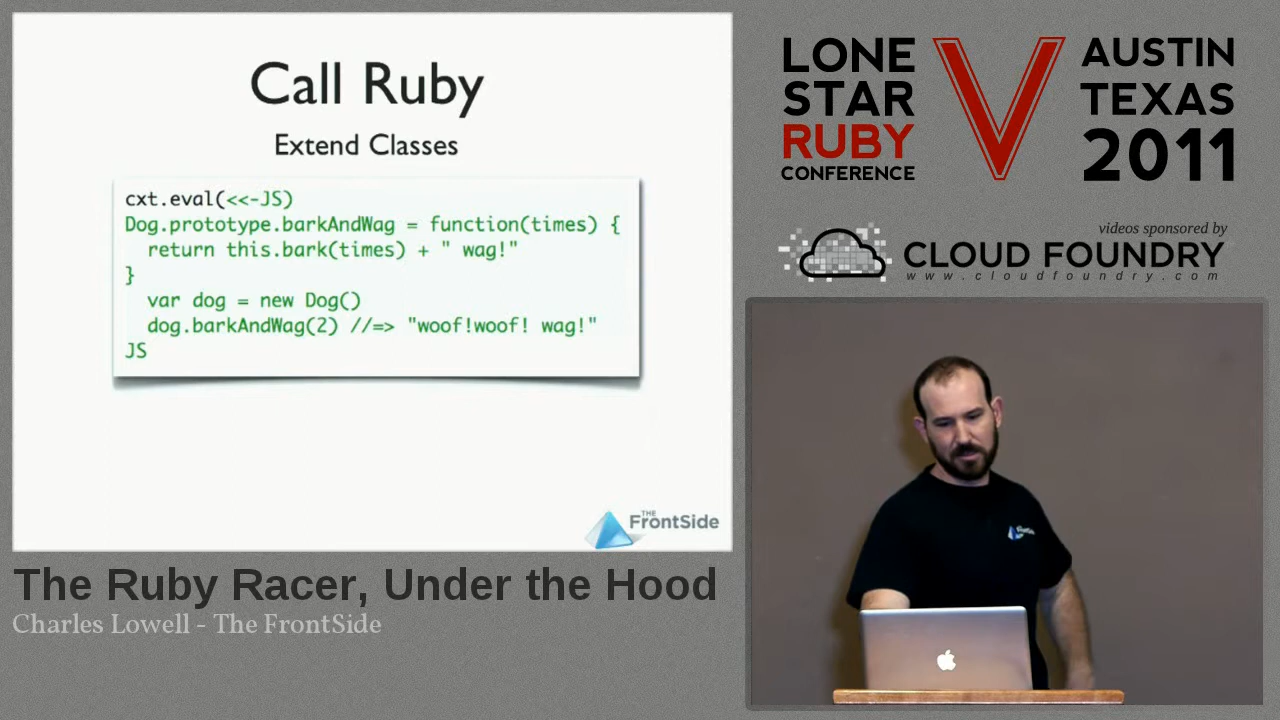 Call Ruby
Extend Classes
cxt.eval(<<-JS)
Dog.prototype.barkAndWag = function(times) {
  return this.bark(times) + " wag!"
}
  var dog = new Dog()
  dog.barkAndWag(2) //=> "woof!woof! wag!"
JS
THE
FrontSide
The Ruby Racer, Under the Hood
Charles Lowell - The FrontSide
LONE
STAR
RUBY
CONFERENCE
V
AUSTIN
TEXAS
2011
videos sponsored by
CLOUD FOUNDRY
www.cloudfoundry.com